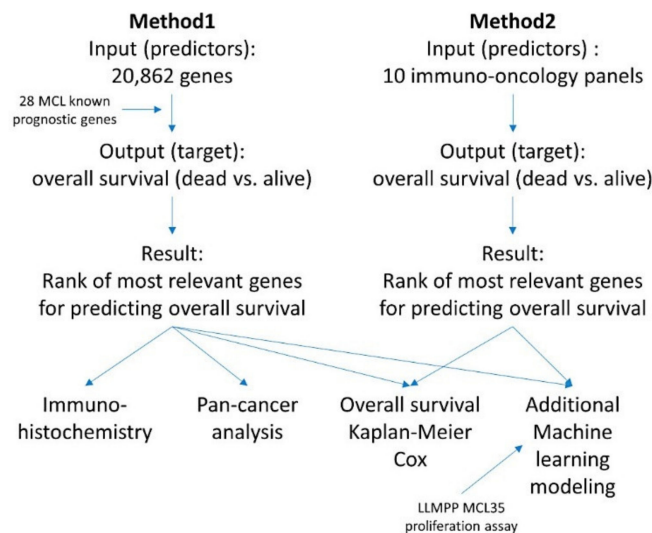 Method1
Input (predictors):
20,862 genes
28 MCL known
prognostic genes
Output (target):
overall survival (dead vs. alive)
Result:
Rank of most relevant genes
for predicting overall survival
Method2
Input (predictors) :
10 immuno-oncology panels
Output (target):
overall survival (dead vs. alive)
Result:
Rank of most relevant genes
for predicting overall survival
Immuno-
histochemistry
Pan-cancer
analysis
Overall survival
Kaplan-Meier
Cox
Additional
Machine
learning
modeling
LLMPP MCL35
proliferation assay